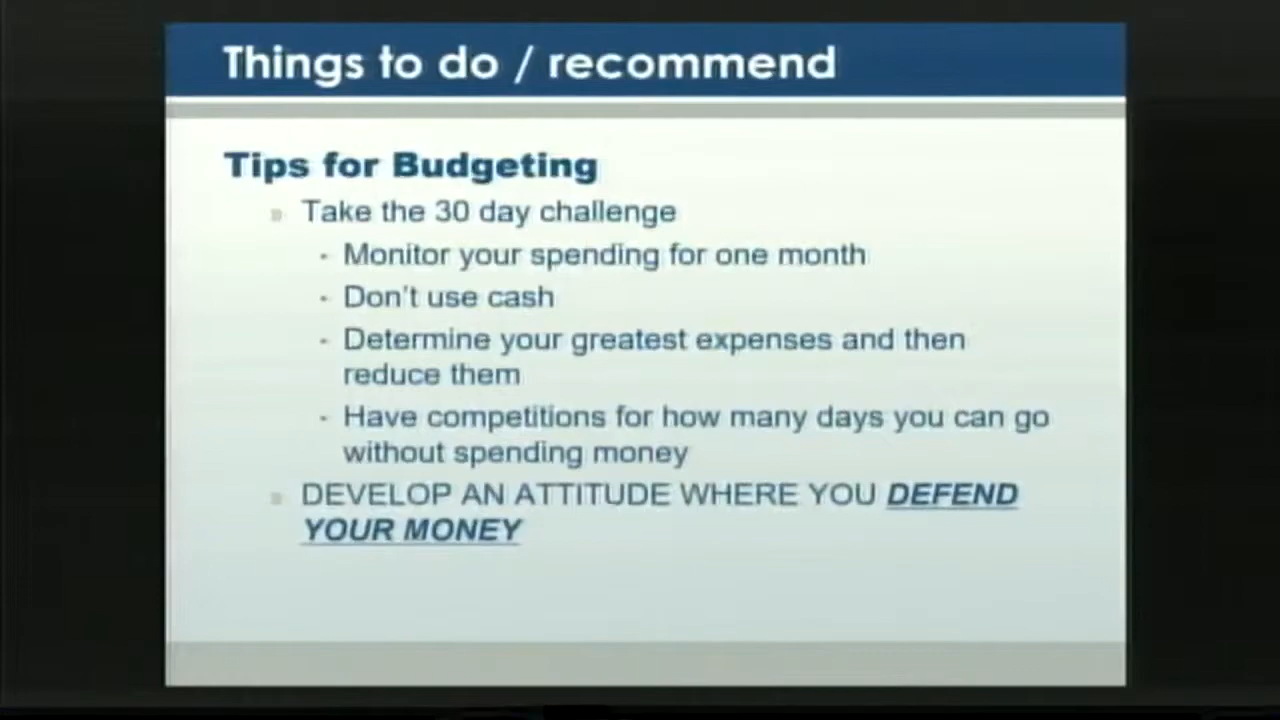 Things to do / recommend
Tips for Budgeting
Take the 30 day challenge
Monitor your spending for one month
Don't use cash
Determine your greatest expenses and then
reduce them
Have competitions for how many days you can go
without spending money
DEVELOP AN ATTITUDE WHERE YOU DEFEND
YOUR MONEY